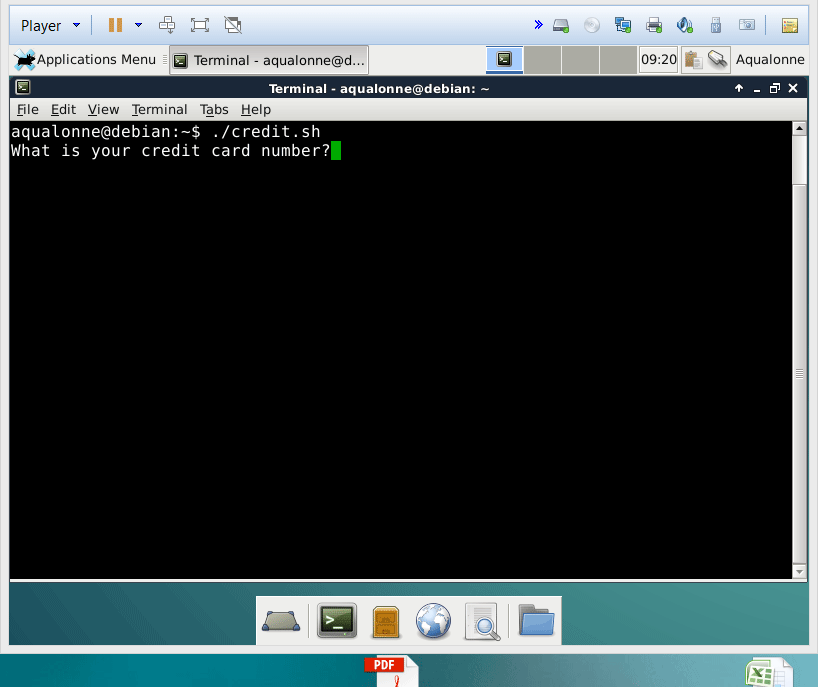 Player
Applications Menu
Terminal - aqualonne@d...
09:20
Aqualonne
Terminal - aqualonne@debian: ~
File Edit View Terminal Tabs Help
aqualonne@debian:~$ ./credit.sh
What is your credit card number?
PDF